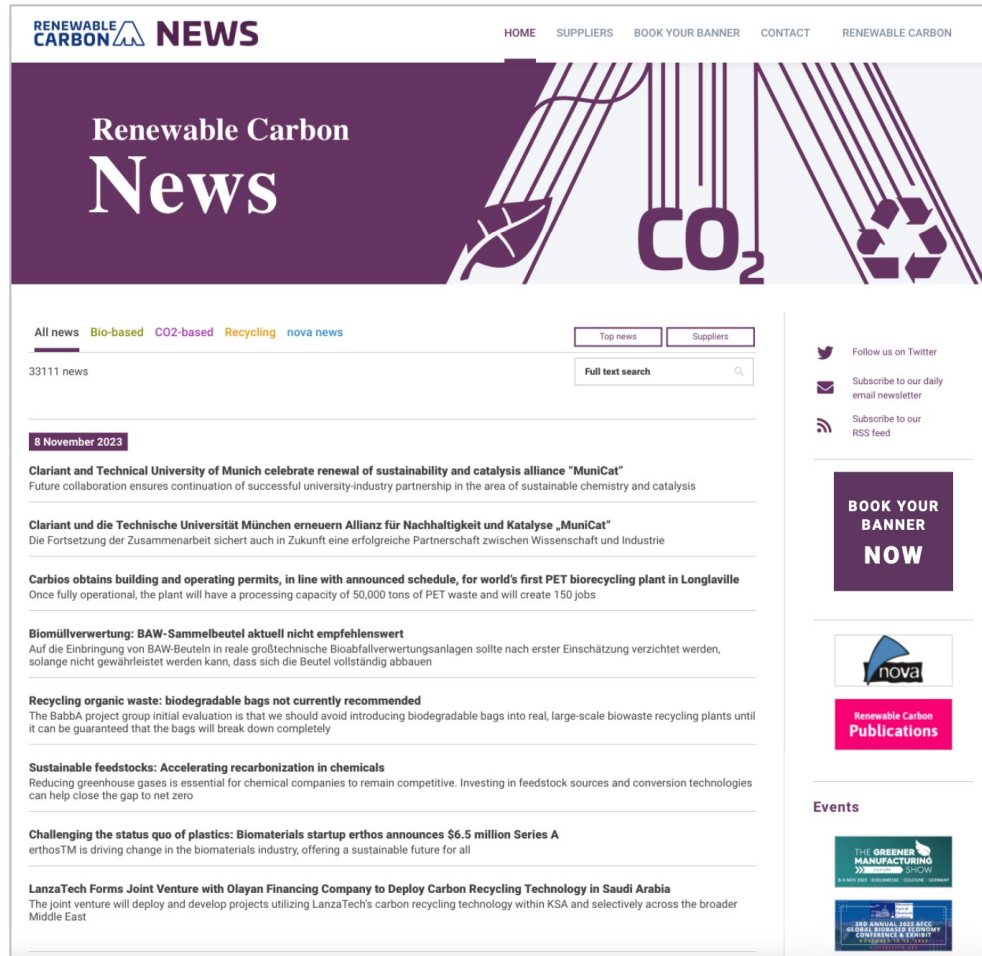 RENEWABLE
CARBON NEWS
HOME SUPPLIERS BOOK YOUR BANNER CONTACT RENEWABLE CARBON
Renewable Carbon
News
CO2
All news Bio-based CO2-based Recycling nova news
Top news Suppliers
33111 news
Full text search
8 November 2023
Clariant and Technical University of Munich celebrate renewal of sustainability and catalysis alliance "MuniCat"
Future collaboration ensures continuation of successful university-industry partnership in the area of sustainable chemistry and catalysis
Clariant und die Technische Universität München erneuern Allianz für Nachhaltigkeit und Katalyse „MuniCat"
Die Fortsetzung der Zusammenarbeit sichert auch in Zukunft eine erfolgreiche Partnerschaft zwischen Wissenschaft und Industrie
Carbios obtains building and operating permits, in line with announced schedule, for world's first PET biorecycling plant in Longlaville
Once fully operational, the plant will have a processing capacity of 50,000 tons of PET waste and will create 150 jobs
Biomüllverwertung: BAW-Sammelbeutel aktuell nicht empfehlenswert
Auf die Einbringung von BAW-Beuteln in reale großtechnische Bioabfallverwertungsanlagen sollte nach erster Einschätzung verzichtet werden,
solange nicht gewährleistet werden kann, dass sich die Beutel vollständig abbauen
Recycling organic waste: biodegradable bags not currently recommended
The BabbA project group initial evaluation is that we should avoid introducing biodegradable bags into real, large-scale biowaste recycling plants until
it can be guaranteed that the bags will break down completely
Sustainable feedstocks: Accelerating recarbonization in chemicals
Reducing greenhouse gases is essential for chemical companies to remain competitive. Investing in feedstock sources and conversion technologies
can help close the gap to net zero
Challenging the status quo of plastics: Biomaterials startup erthos announces $6.5 million Series A
erthosTM is driving change in the biomaterials industry, offering a sustainable future for all
LanzaTech Forms Joint Venture with Olayan Financing Company to Deploy Carbon Recycling Technology in Saudi Arabia
The joint venture will deploy and develop projects utilizing LanzaTech's carbon recycling technology within KSA and selectively across the broader
Middle East
Follow us on Twitter
Subscribe to our daily
email newsletter
Subscribe to our
RSS feed
BOOK YOUR
BANNER
NOW
nova
Renewable Carbon
Publications
Events
THE GREENER
MANUFACTURING
SHOW
3RD ANNUAL 2023 AFCC
GLOBAL BIOBASED ECONOMY
CONFERENCE & EXHIBIT